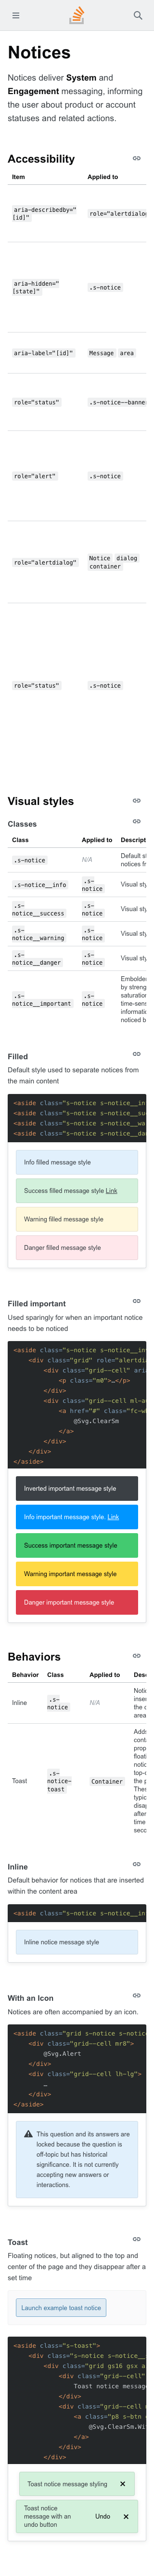 Notices
Notices deliver System and
Engagement messaging, informing
the user about product or account
statuses and related actions.
Accessibility
Item Applied to
aria-describedby="
[id]"
role="alertdialog
aria-hidden="
[state]"
.s-notice
aria-label="[id]" Message area
role="status" .s-notice--banner
role="alert" .s-notice
role="alertdialog"
Notice dialog
container
role="status" .s-notice
Visual styles
Classes
Class Applied to Descript
.s-notice N/A
Default st
notices fr
.s-notice__info
.s-
notice
Visual sty
.s-
notice__success
.s-
notice
Visual sty
.s-
notice__warning
.s-
notice
Visual sty
.s-
notice__danger
.s-
notice
Visual sty
.s-
notice__important
.s-
notice
Embolden
by streng
saturation
time-sens
informati
noticed b
Filled
Default style used to separate notices from
the main content
<aside class="s-notice s-notice__in
<aside class="s-notice s-notice__su
<aside class="s-notice s-notice__wa
<aside class="s-notice s-notice__da
Info filled message style
Success filled message style Link
Warning filled message style
Danger filled message style
Filled important
Used sparingly for when an important notice
needs to be noticed
<aside class="s-notice s-notice__in
<div class="grid" role="alertdia
<div class="grid--cell" ari
<p class="m0">…</p>
</div>
<div class="grid--cell ml-a
<a href="#" class="fc-wh
@Svg.ClearSm
</a>
</div>
</div>
</aside>
Inverted important message style
Info important message style. Link
Success important message style
Warning important message style
Danger important message style
Behaviors
Behavior Class Applied to Des
Inline
.s-
notice
N/A
Notic
inser
the c
area
Toast
.s-
notice-
toast
Container
Adds
conta
prop
float
notic
top-c
the p
Thes
typic
disap
after
time
secc
Inline
Default behavior for notices that are inserted
within the content area
<aside class="s-notice s-notice__in
Inline notice message style
With an Icon
Notices are often accompanied by an icon.
<aside class="grid s-notice s-notic
<div class="grid--cell mr8">
@Svg.Alert
</div>
<div class="grid--cell lh-lg">
…
</div>
</aside>
This question and its answers are
locked because the question is
off-topic but has historical
significance. It is not currently
accepting new answers or
interactions.
Toast
Floating notices, but aligned to the top and
center of the page and they disappear after a
set time
Launch example toast notice
<aside class="s-toast">
<div class="s-notice s-notice__
<div class="grid gs16 gsx a
<div class="grid--cell"
Toast notice messag
</div>
<div class="grid--cell m
<a class="p8 s-btn s
@Svg.ClearSm.Wi
</a>
</div>
</div>
Toast notice message styling
Toast notice
message with an
undo button
Undo